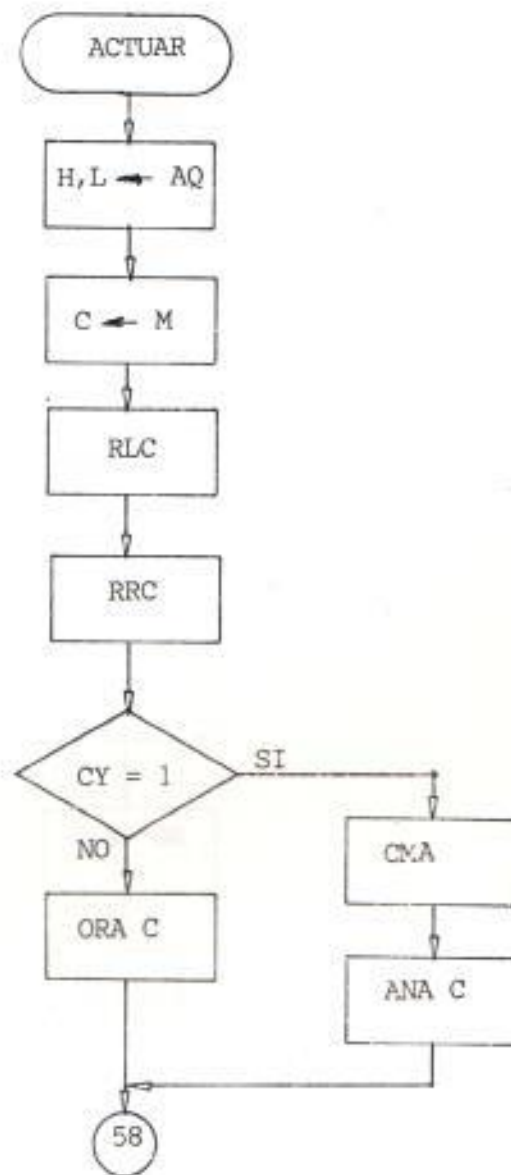 ACTUAR
H,L ← AQ
C ← M
RLC
RRC
CY = 1
SI
NO
CMA
ORA C
ANA C
58